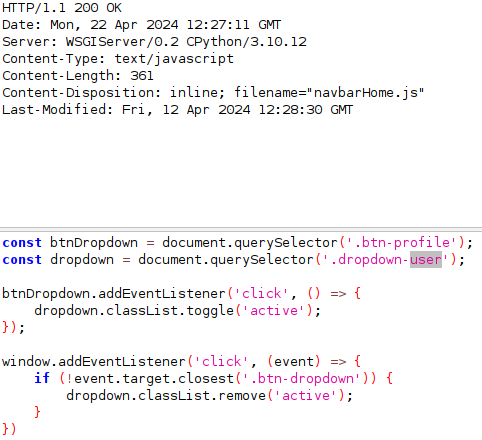 HTTP/1.1 200 OK
Date: Mon, 22 Apr 2024 12:27:11 GMT
Server: WSGIServer/0.2 CPython/3.10.12
Content-Type: text/javascript
Content-Length: 361
Content-Disposition: inline; filename="navbarHome.js"
Last-Modified: Fri, 12 Apr 2024 12:28:30 GMT
const btnDropdown = document.querySelector('.btn-profile');
const dropdown = document.querySelector('.dropdown-user');

btnDropdown.addEventListener('click', () => {
    dropdown.classList.toggle('active');
});

window.addEventListener('click', (event) => {
    if (!event.target.closest('.btn-dropdown')) {
        dropdown.classList.remove('active');
    }
})